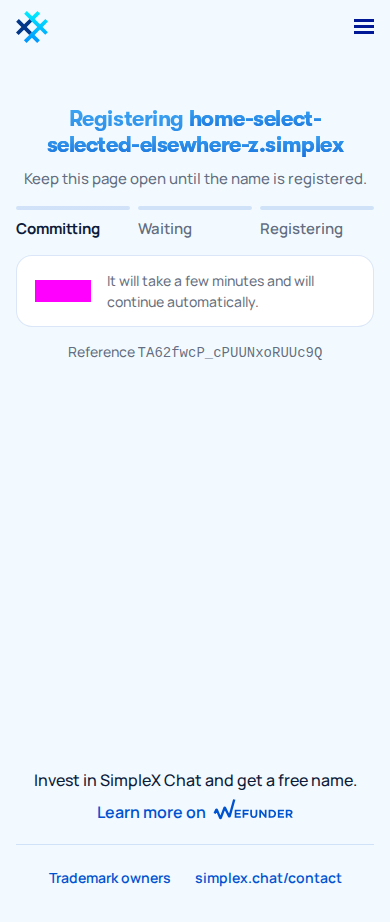 Registering home-select-
selected-elsewhere-z.simplex
Keep this page open until the name is registered.
Committing
Waiting
Registering
It will take a few minutes and will
continue automatically.
Reference TA62fwcP_cPUUNxoRUUc9Q
Invest in SimpleX Chat and get a free name.
Learn more on WEFUNDER
Trademark owners
simplex.chat/contact